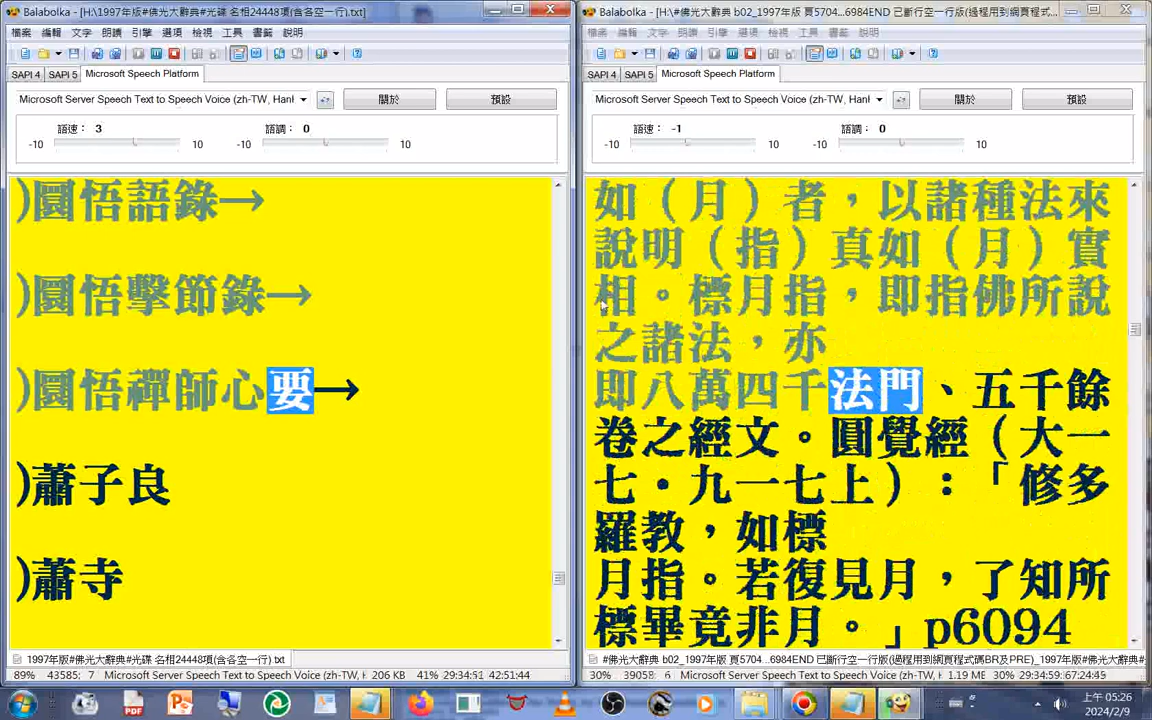 Balabolka - [H:\1997年版#佛光大辭典#光碟 名相24448項(含各空一行).txt]
檔案 編輯 文字 朗讀 引擎 選項 檢視 工具 書籤 說明
SAPI 4 SAPI 5 Microsoft Speech Platform
Microsoft Server Speech Text to Speech Voice (zh-TW, Hanl
關於
預設
語速： 3
語調： 0
-10 10 -10 10
)圜悟語錄→
)圜悟擊節錄→
)圜悟禪師心要→
)蕭子良
)蕭寺
1997年版#佛光大辭典#光碟 名相24448項(含各空一行).txt
89% 43585: 7 Microsoft Server Speech Text to Speech Voice (zh-TW, Hanl 206 KB 41% 29:34:51 42:51:44
Balabolka - [H:\#佛光大辭典 b02_1997年版 頁5704...6984END 已斷行空一行版(過程用到網頁程式...
檔案 編輯 文字 朗讀 引擎 選項 檢視 工具 書籤 說明
SAPI 4 SAPI 5 Microsoft Speech Platform
Microsoft Server Speech Text to Speech Voice (zh-TW, Hanl
關於
預設
語速： -1
語調： 0
-10 10 -10 10
如（月）者，以諸種法來
說明（指）真如（月）實
相。標月指，即指佛所說
之諸法，亦
即八萬四千法門、五千餘
卷之經文。圓覺經（大一
七・九一七上）：「修多
羅教，如標
月指。若復見月，了知所
標畢竟非月。」p6094
#佛光大辭典 b02_1997年版 頁5704...6984END 已斷行空一行版(過程用到網頁程式碼BR及PRE)_1997年版#佛光大辭典#
30% 39058: 6 Microsoft Server Speech Text to Speech Voice (zh-TW, Hanl 1.19 MB 30% 29:34:59/67:24:45
上午 05:26
2024/2/9